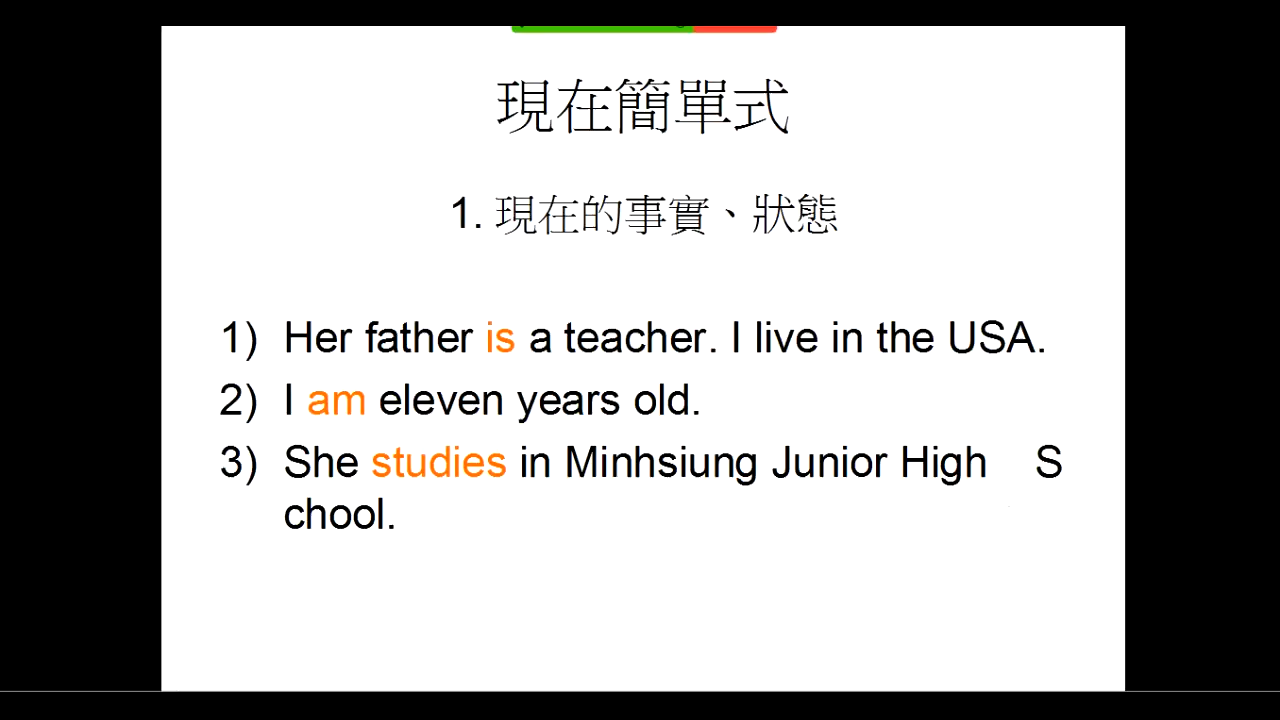 現在簡單式
1. 現在的事實、狀態
1) Her father is a teacher. I live in the USA.
2) I am eleven years old.
3) She studies in Minhsiung Junior High S
chool.